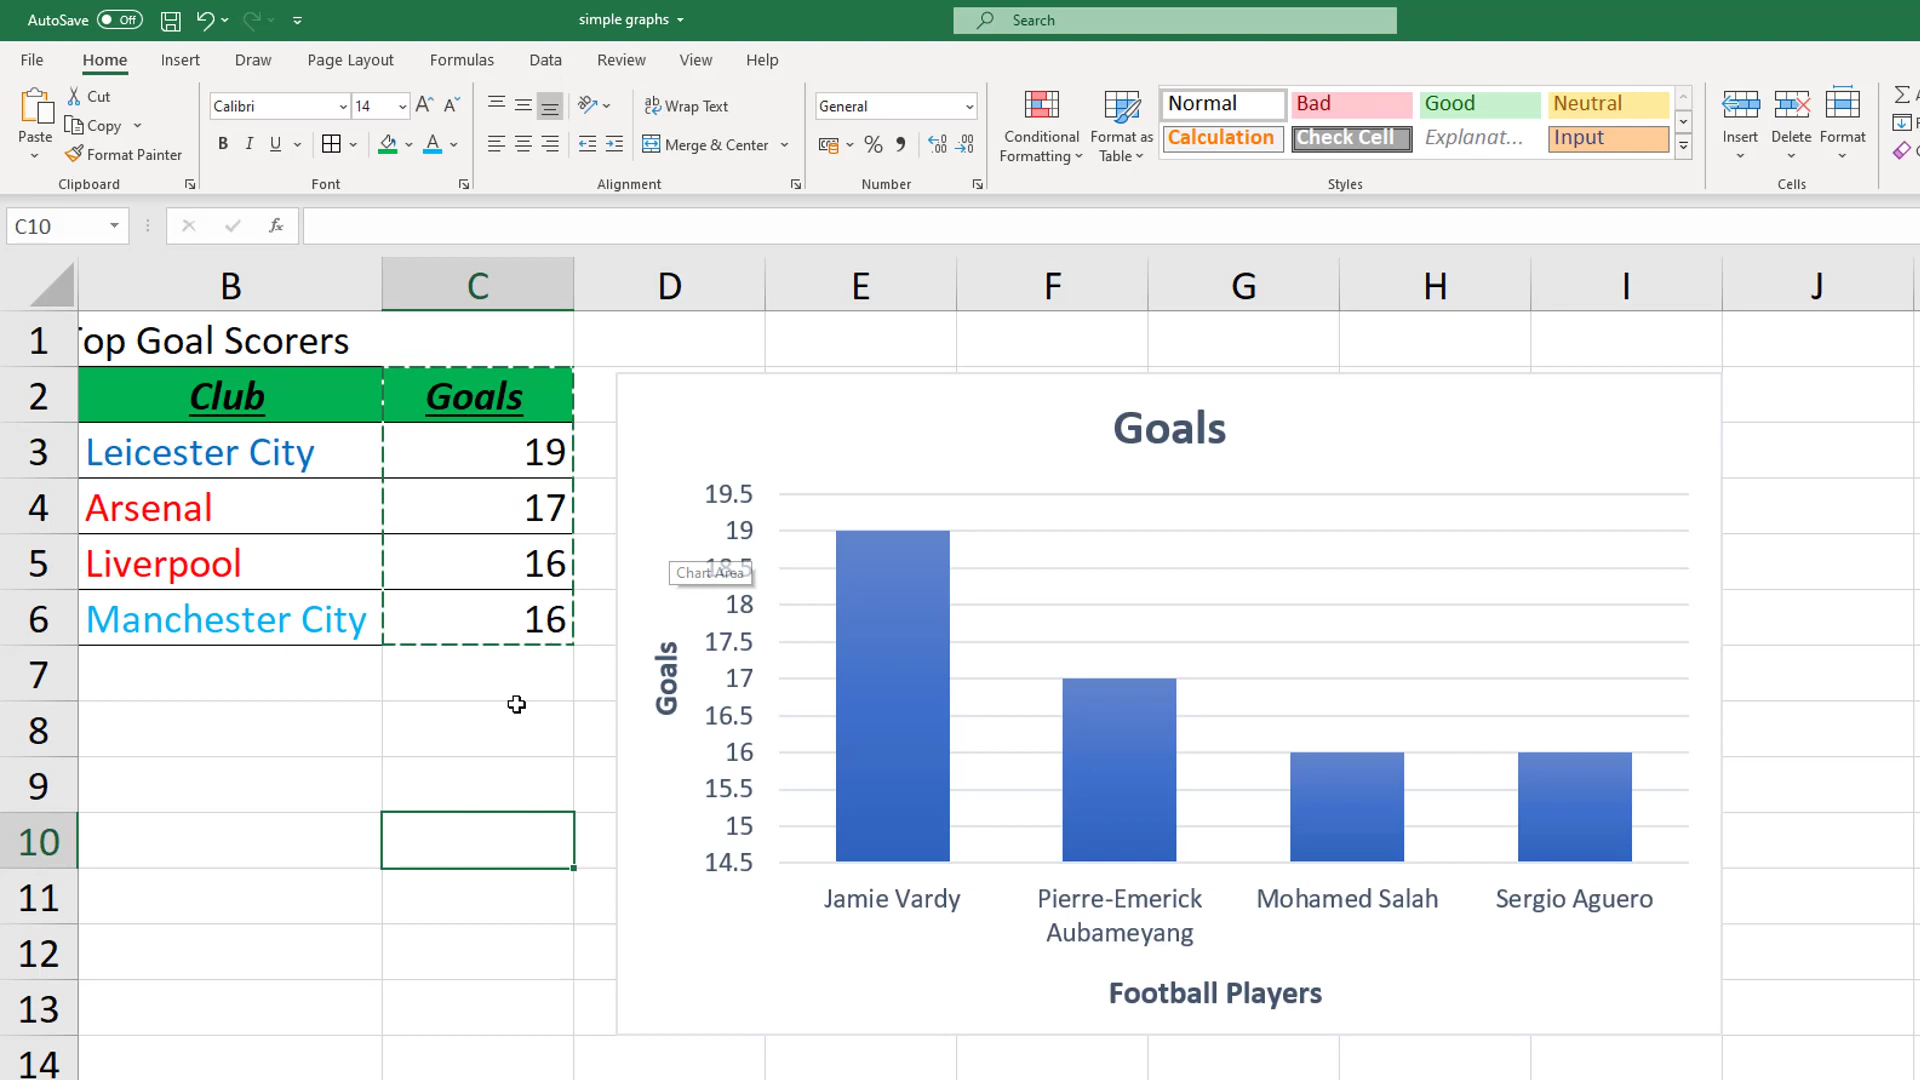 AutoSave Off simple graphs Search
File Home Insert Draw Page Layout Formulas Data Review View Help
Paste
Cut
Copy
Format Painter
Clipboard
Calibri 14
B I U
Font
Wrap Text
Merge & Center
Alignment
General
Number
Conditional
Formatting
Format as
Table
Normal Bad Good Neutral
Calculation Check Cell Explanat... Input
Styles
Insert Delete Format
Cells
C10 fx
B C D E F G H I J
1 op Goal Scorers
2 Club Goals
3 Leicester City 19
4 Arsenal 17
5 Liverpool 16
6 Manchester City 16
7
8
9
10
11
12
13
14
Goals
Goals
19.5
19
18.5
Chart Area
18
17.5
17
16.5
16
15.5
15
14.5
Jamie Vardy
Pierre-Emerick
Aubameyang
Mohamed Salah
Sergio Aguero
Football Players